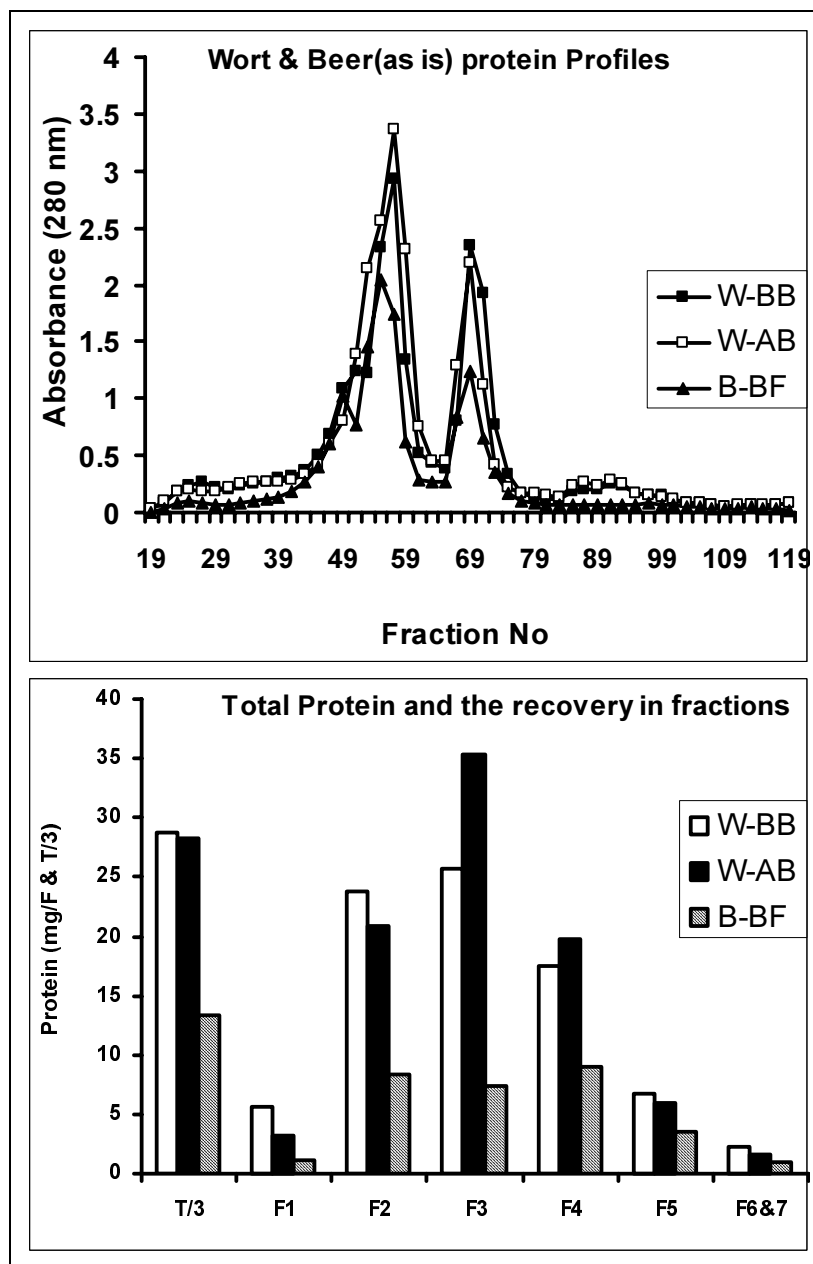 Wort & Beer(as is) protein Profiles
4
3.5
3
2.5
2
1.5
1
0.5
0
Absorbance (280 nm)
W-BB
W-AB
B-BF
19 29 39 49 59 69 79 89 99 109 119
Fraction No
Total Protein and the recovery in fractions
40
35
30
25
20
15
10
5
0
Protein (mg/F & T/3)
W-BB
W-AB
B-BF
T/3 F1 F2 F3 F4 F5 F6&7